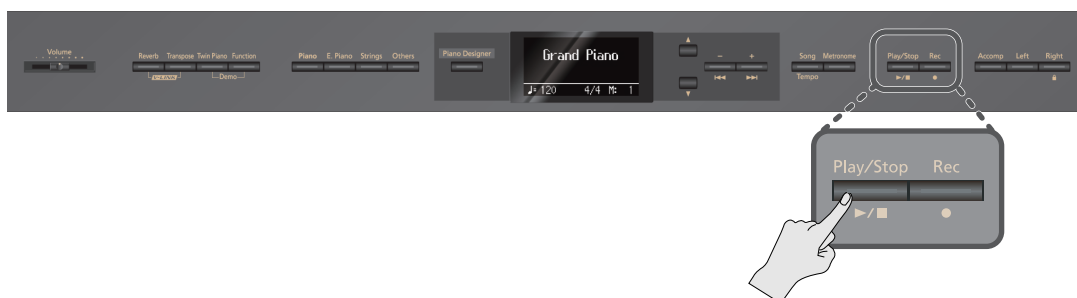 Volume
Reverb Transpose Twin Piano Function
V-LINK Demo
Piano E. Piano Strings Others
Piano Designer
Grand Piano
♩= 120 4/4 M: 1
− +
Song Metronome
Tempo
Play/Stop Rec
Accomp Left Right
Play/Stop Rec